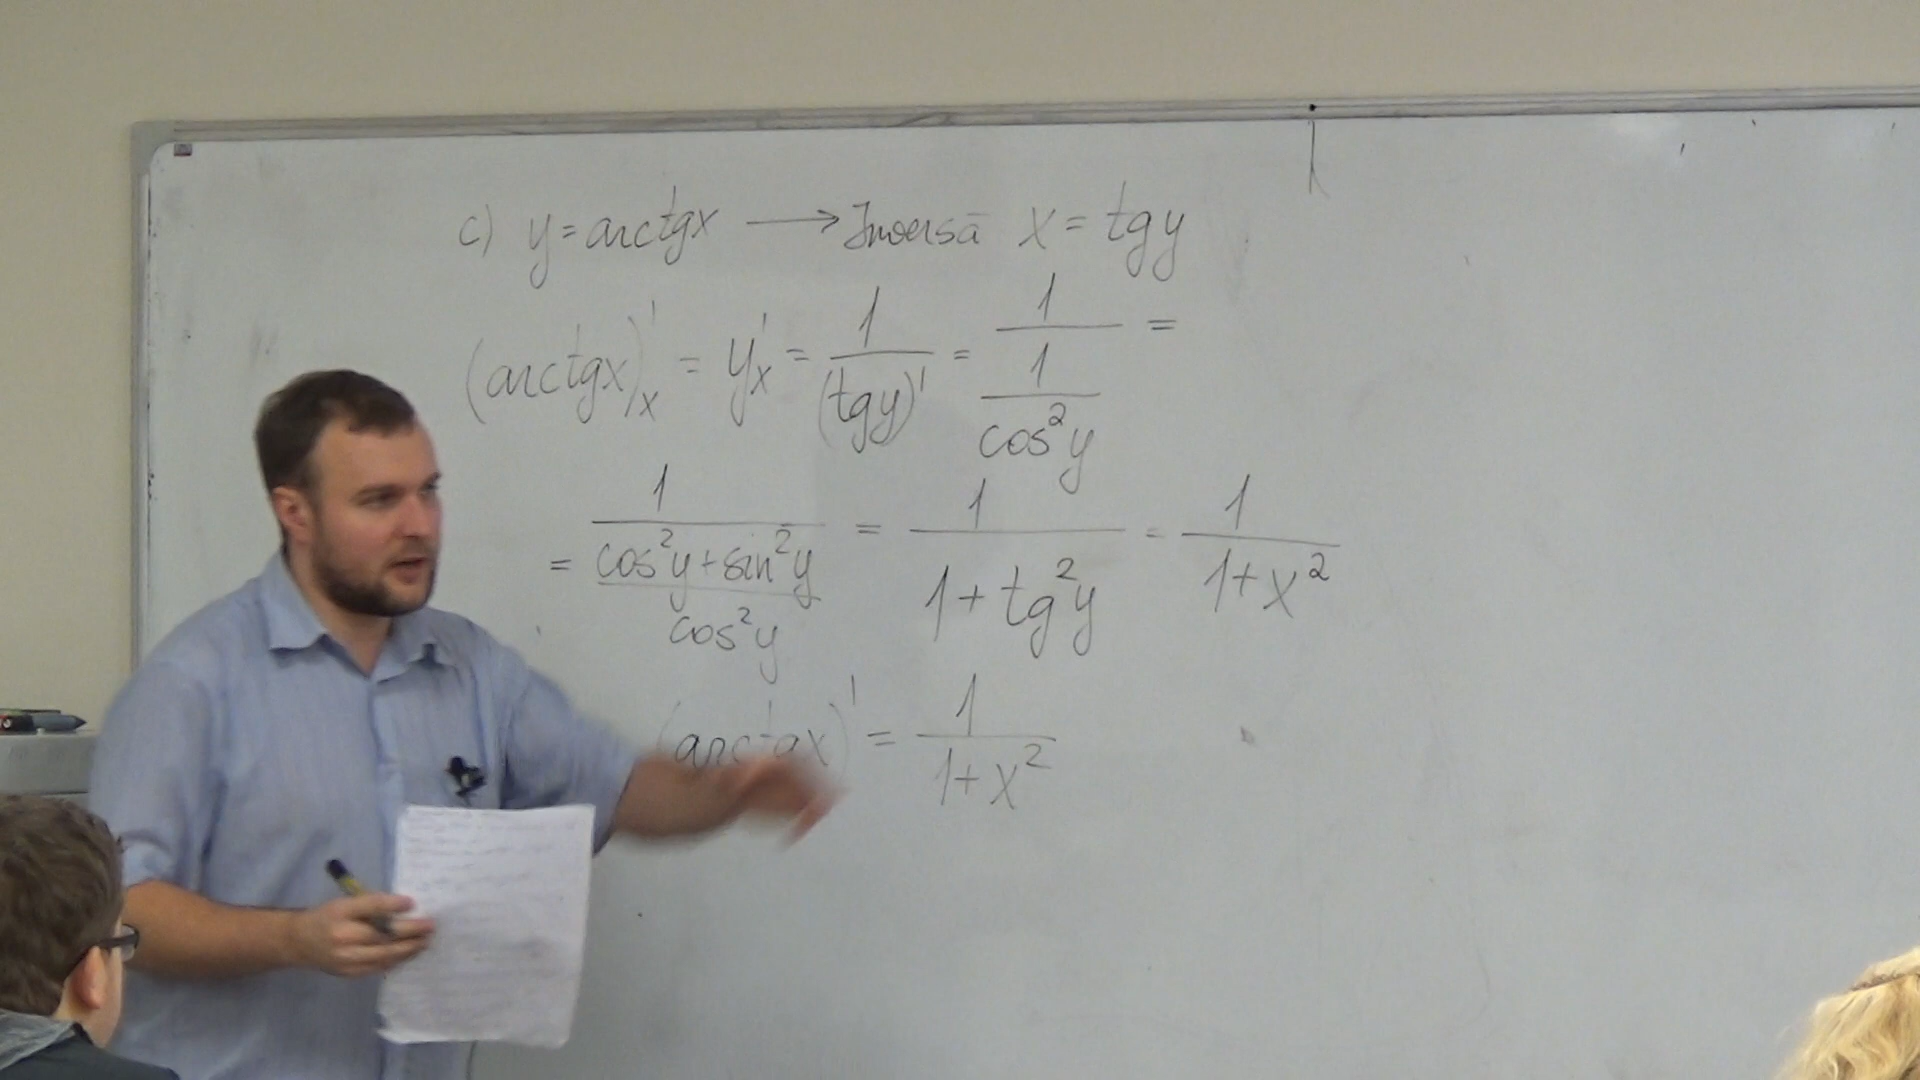 c) y = arctgx → Inversā x = tgy
(arctgx)'ₓ = y'ₓ = 1/(tgy)' = 1/(1/cos²y) =
= 1/((cos²y+sin²y)/cos²y) = 1/(1+tg²y) = 1/(1+x²)
(arctgx)' = 1/(1+x²)